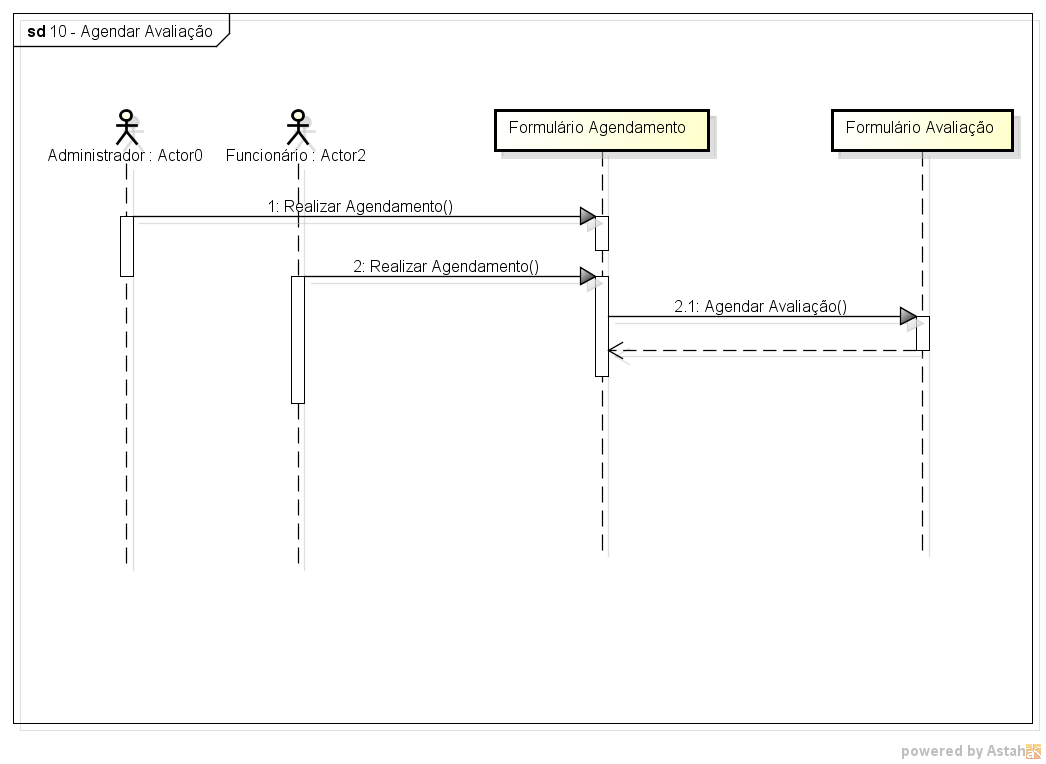 sd 10 - Agendar Avaliação
Administrador : Actor0
Funcionário : Actor2
Formulário Agendamento
Formulário Avaliação
1: Realizar Agendamento()
2: Realizar Agendamento()
2.1: Agendar Avaliação()
powered by Astah